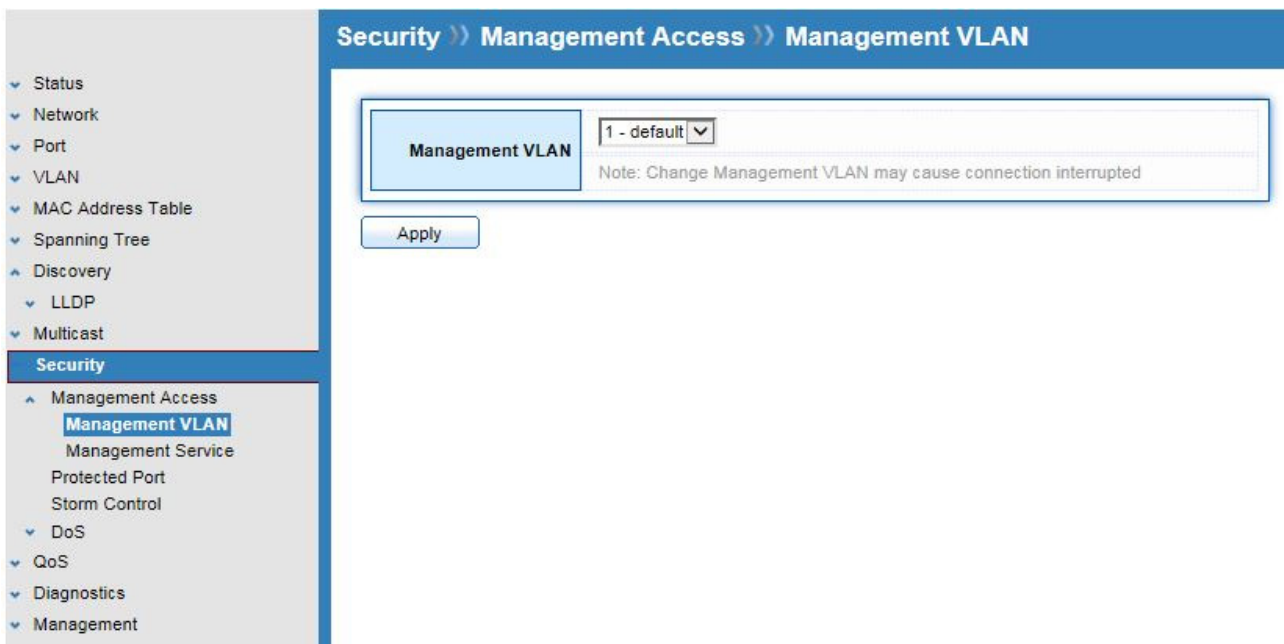 Security » Management Access » Management VLAN
Status
Network
Port
VLAN
MAC Address Table
Spanning Tree
Discovery
LLDP
Multicast
Security
Management Access
Management VLAN
Management Service
Protected Port
Storm Control
DoS
QoS
Diagnostics
Management
Management VLAN
1 - default
Note: Change Management VLAN may cause connection interrupted
Apply